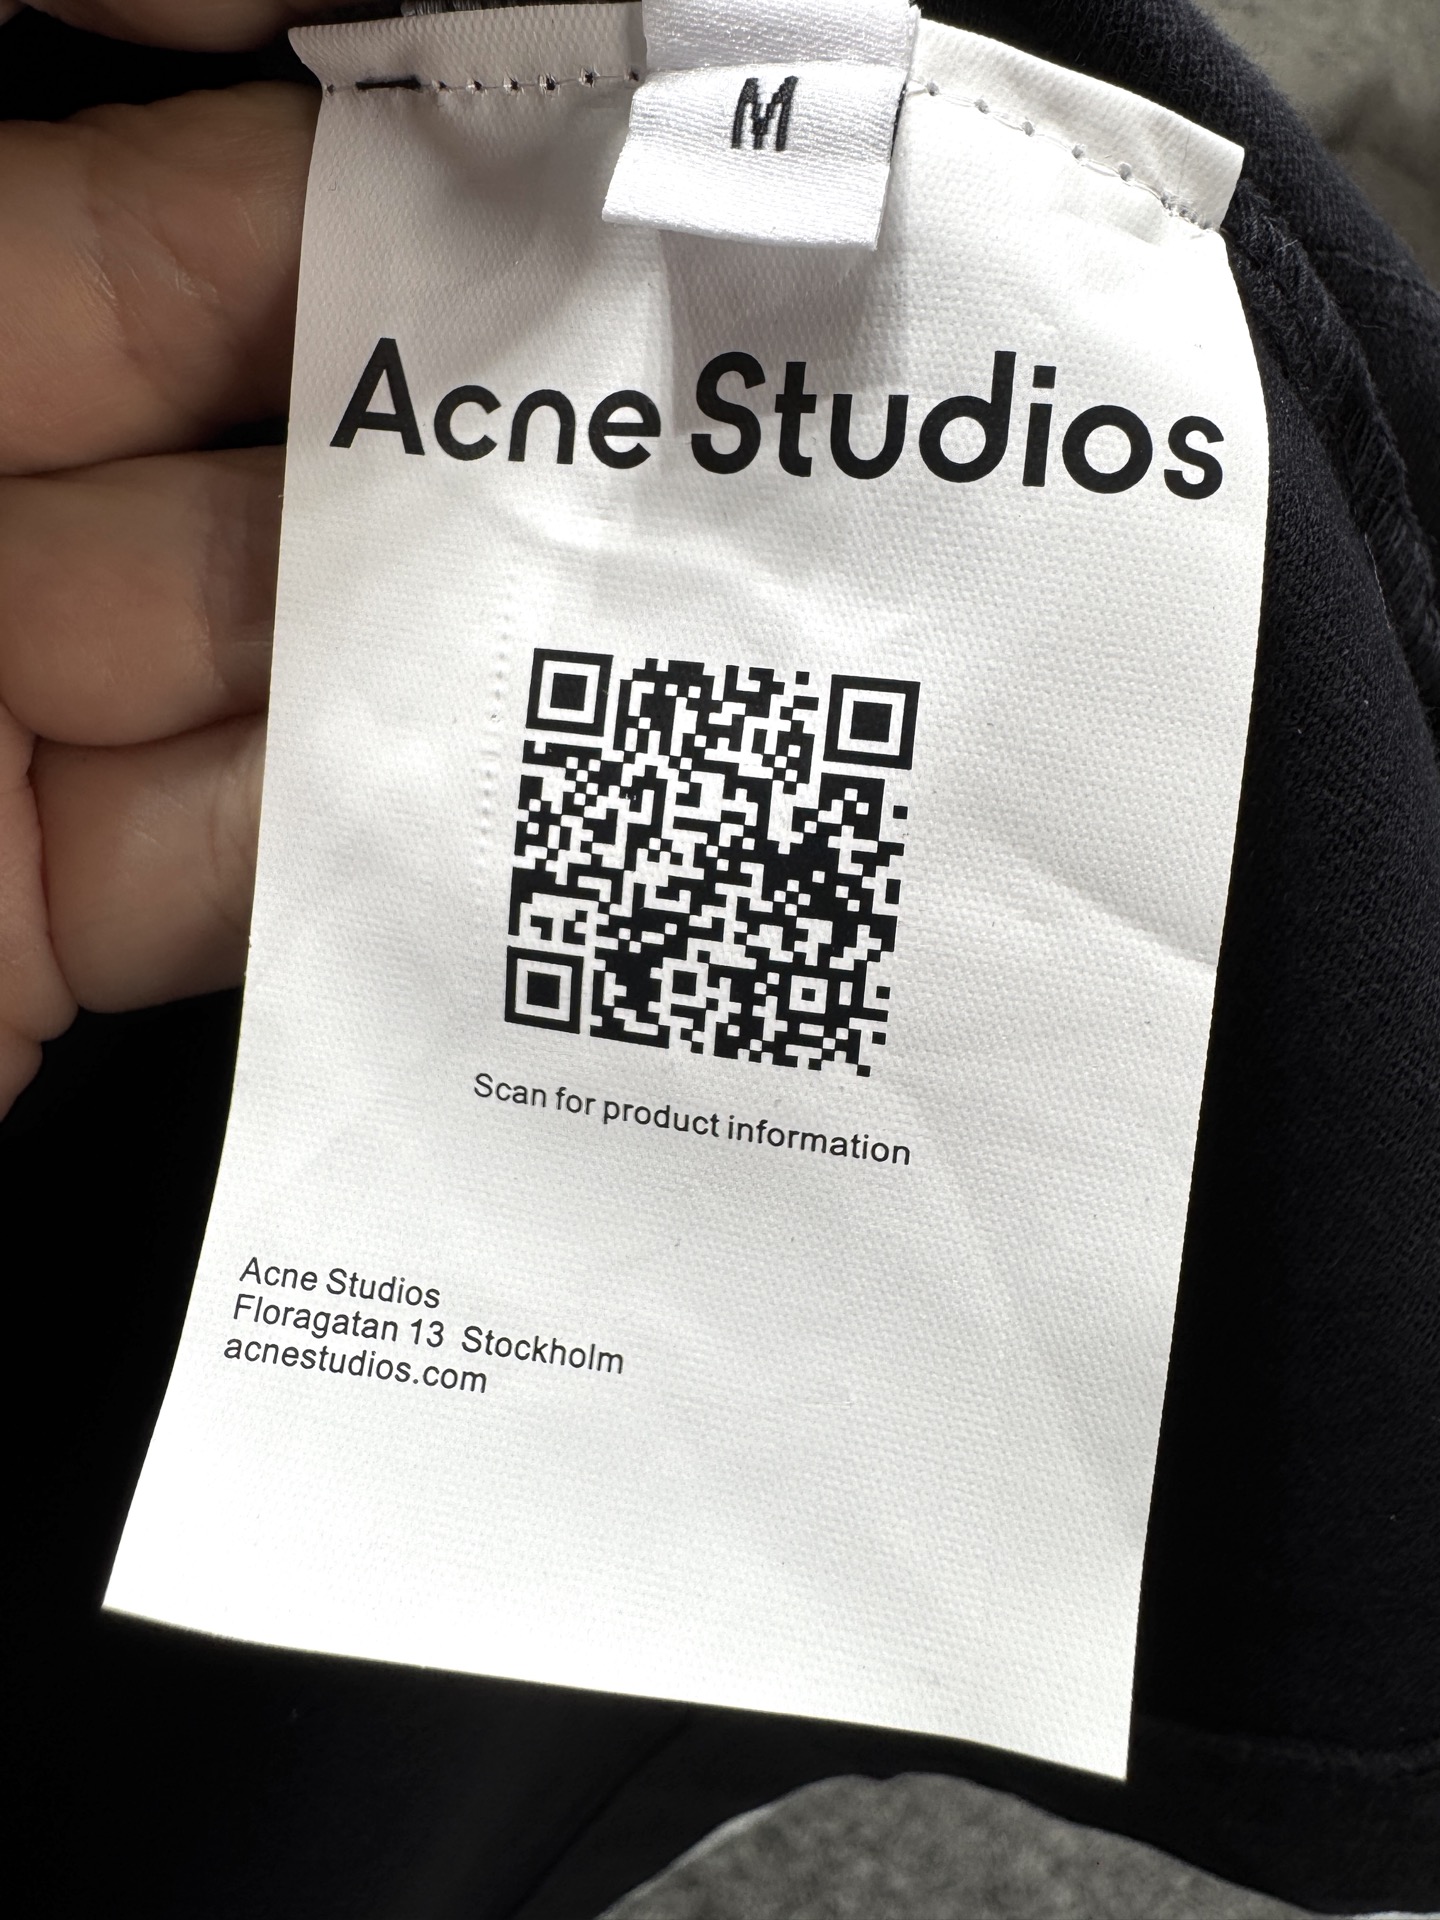 M
Acne Studios
Scan for product information
Acne Studios
Floragatan 13 Stockholm
acnestudios.com